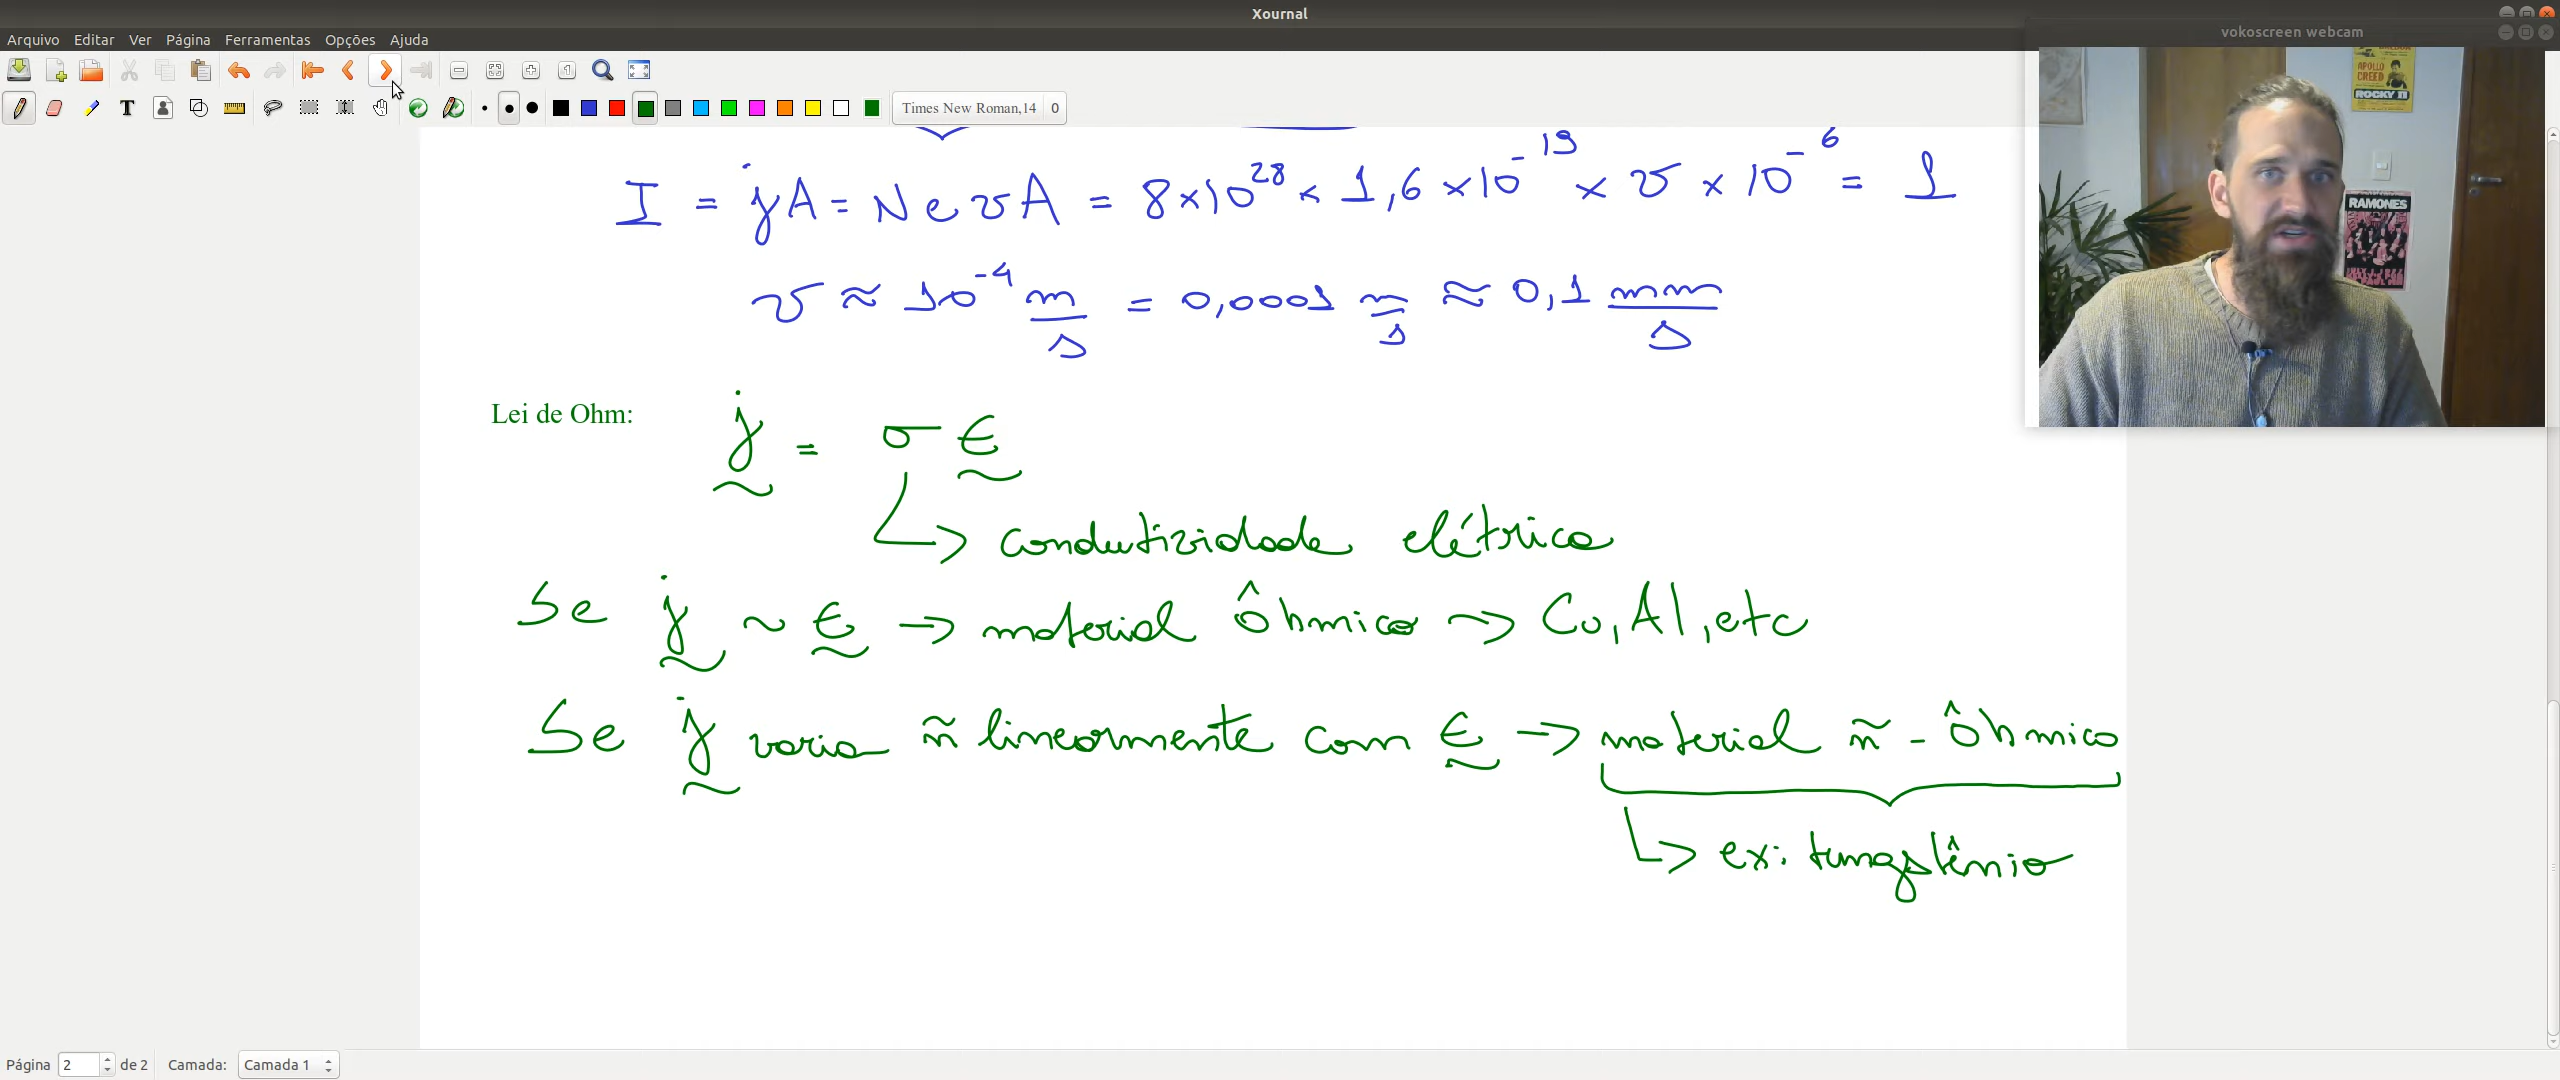 Xournal
Arquivo Editar Ver Página Ferramentas Opções Ajuda
vokoscreen webcam
T
Times New Roman,14 0
APOLLO
CREED
ROCKY II
RAMONES
I = jA = N e v A = 8×10^28 × 1,6 ×10^-19 × v × 10^-6 = 1
v ≈ 10^-4 m/s = 0,0001 m/s ≈ 0,1 mm/s
Lei de Ohm: j = σ E
↳ condutividade elétrica
Se j ~ E → material ôhmico → Cu, Al, etc
Se j varia ñ linearmente com E → material ñ - ôhmico
↳ ex: tungstênio
Página 2 de 2 Camada: Camada 1